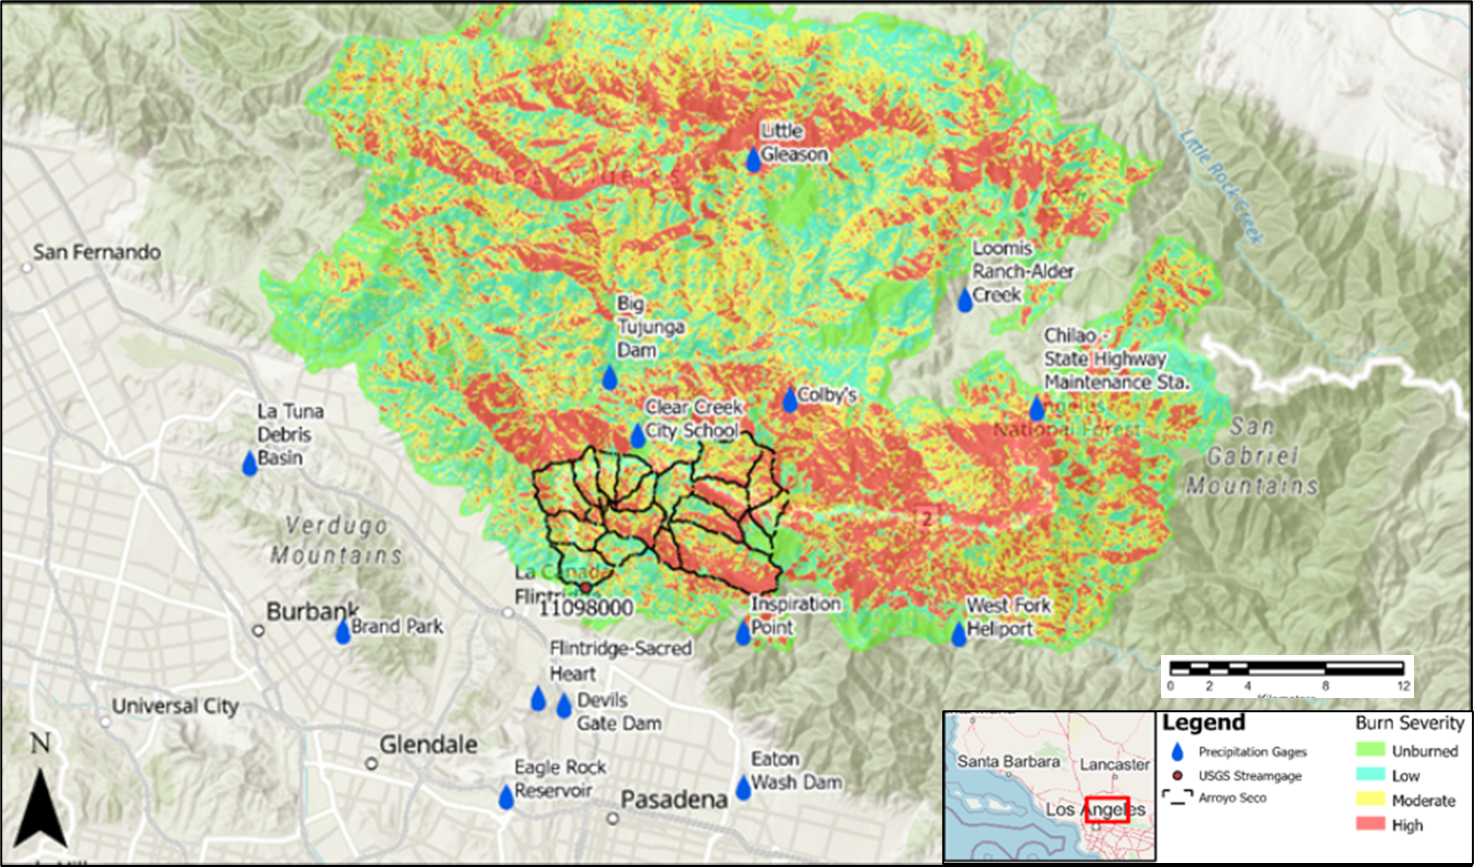 Little
Gleason
Los Angeles
Little Rock Creek
San Fernando
Loomis
Ranch-Alder
Creek
Big
Tujunga
Dam
Chilao -
State Highway
Maintenance Sta.
Angeles
National Forest
Colby's
Clear Creek
City School
La Tuna
Debris
Basin
San
Gabriel
Mountains
Verdugo
Mountains
2
La Canada
11098000
Inspiration
Point
West Fork
Heliport
Burbank
Brand Park
Flintridge-Sacred
Heart
Devils
Gate Dam
Universal City
N
Glendale
Eagle Rock
Reservoir
Pasadena
Eaton
Wash Dam
0 2 4 8 12
Kilometers
Santa Barbara
Lancaster
Los Angeles
Legend
Precipitation Gages
USGS Streamgage
Arroyo Seco
Burn Severity
Unburned
Low
Moderate
High